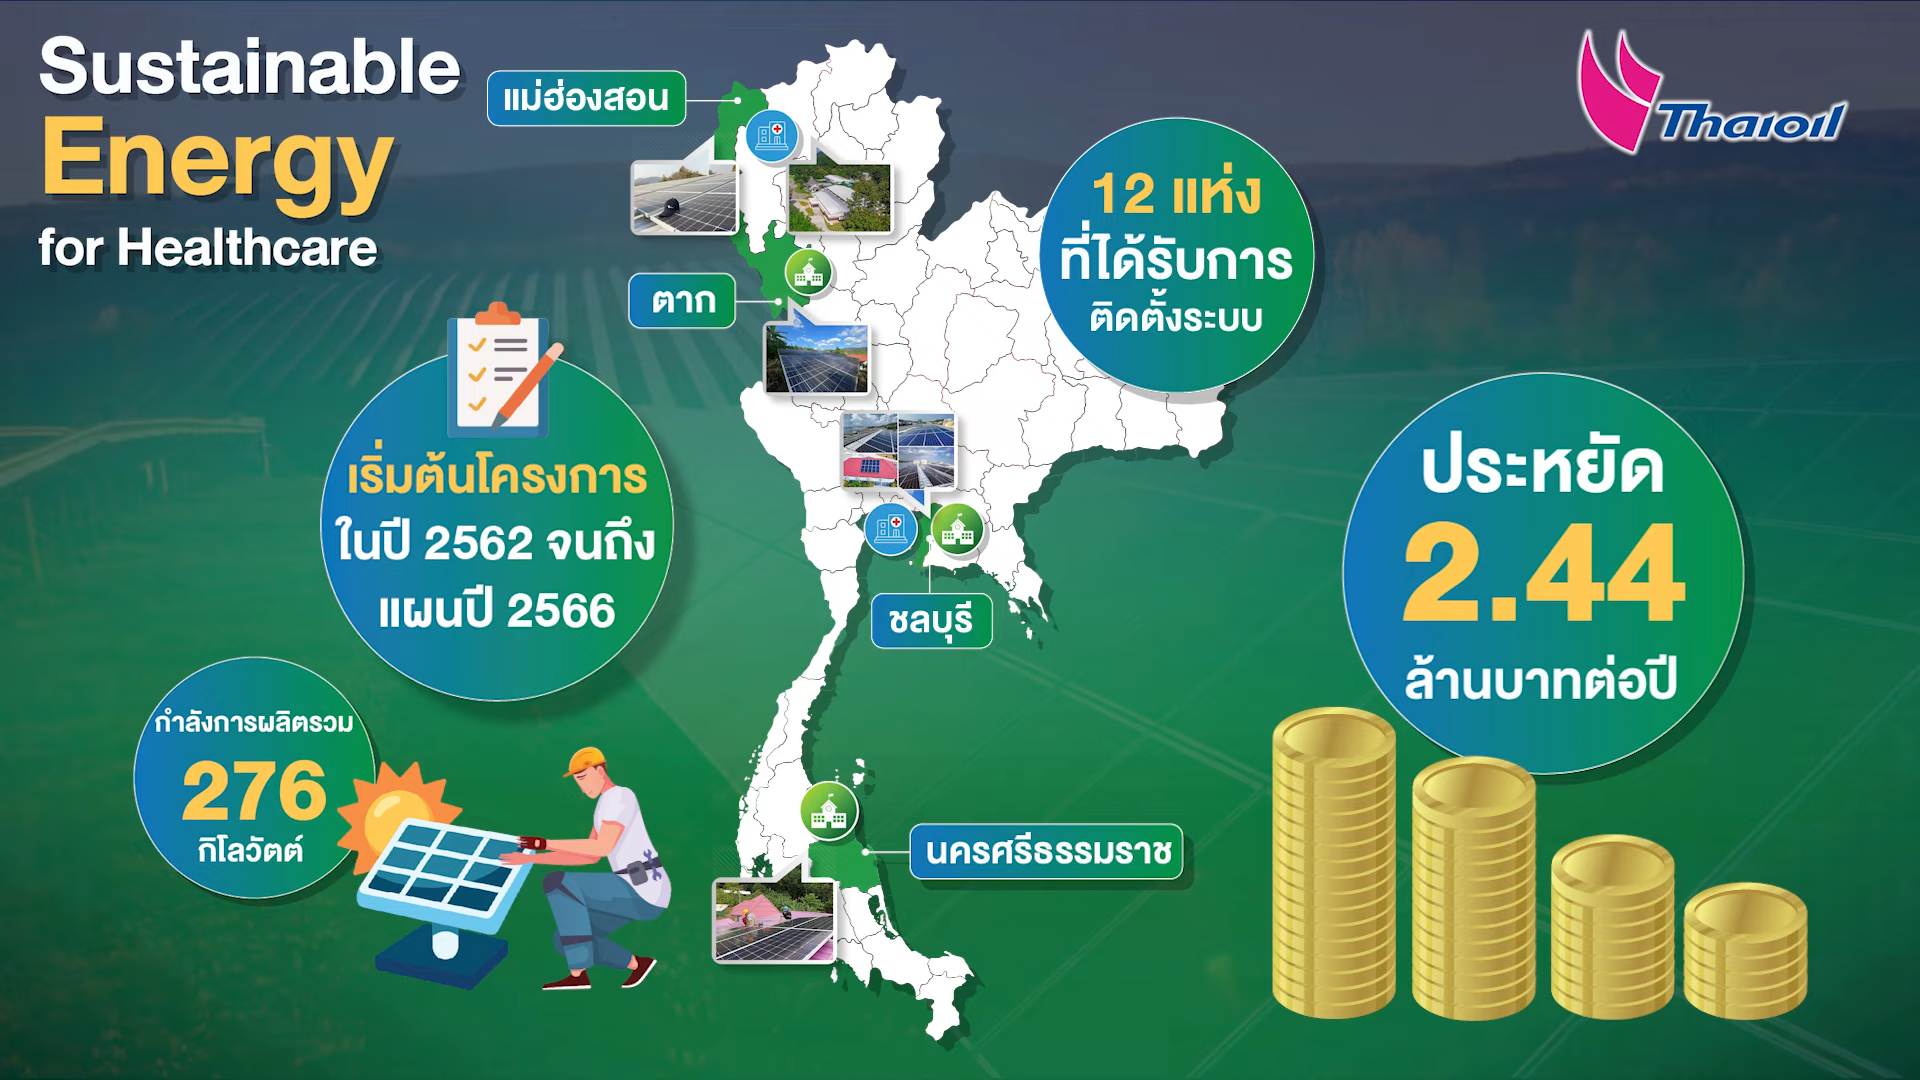 Sustainable
Energy
for Healthcare
แม่ฮ่องสอน
Thaioil
12 แห่ง
ที่ได้รับการ
ติดตั้งระบบ
ตาก
เริ่มต้นโครงการ
ในปี 2562 จนถึง
แผนปี 2566
ประหยัด
2.44
ล้านบาทต่อปี
ชลบุรี
กำลังการผลิตรวม
276
กิโลวัตต์
นครศรีธรรมราช